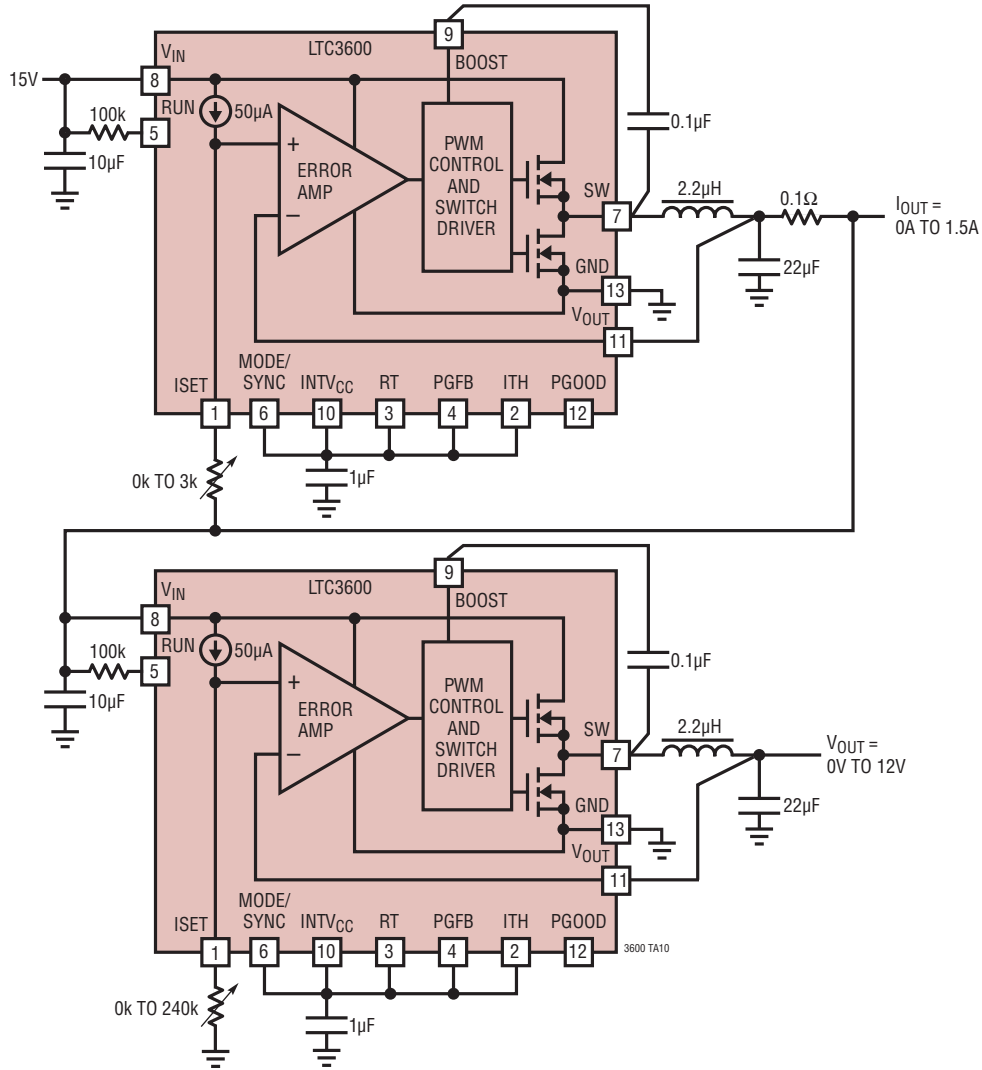 9
LTC3600
BOOST
VIN
15V
8
RUN
50µA
100k
5
10µF
+
ERROR
AMP
–
PWM
CONTROL
AND
SWITCH
DRIVER
0.1µF
SW
7
2.2µH
0.1Ω
IOUT =
0A TO 1.5A
22µF
GND
13
VOUT
11
ISET
MODE/
SYNC
INTVCC
RT
PGFB
ITH
PGOOD
1
6
10
3
4
2
12
0k TO 3k
1µF
9
LTC3600
BOOST
VIN
8
RUN
50µA
100k
5
10µF
+
ERROR
AMP
–
PWM
CONTROL
AND
SWITCH
DRIVER
0.1µF
SW
7
2.2µH
VOUT =
0V TO 12V
22µF
GND
13
VOUT
11
ISET
MODE/
SYNC
INTVCC
RT
PGFB
ITH
PGOOD
1
6
10
3
4
2
12
3600 TA10
0k TO 240k
1µF